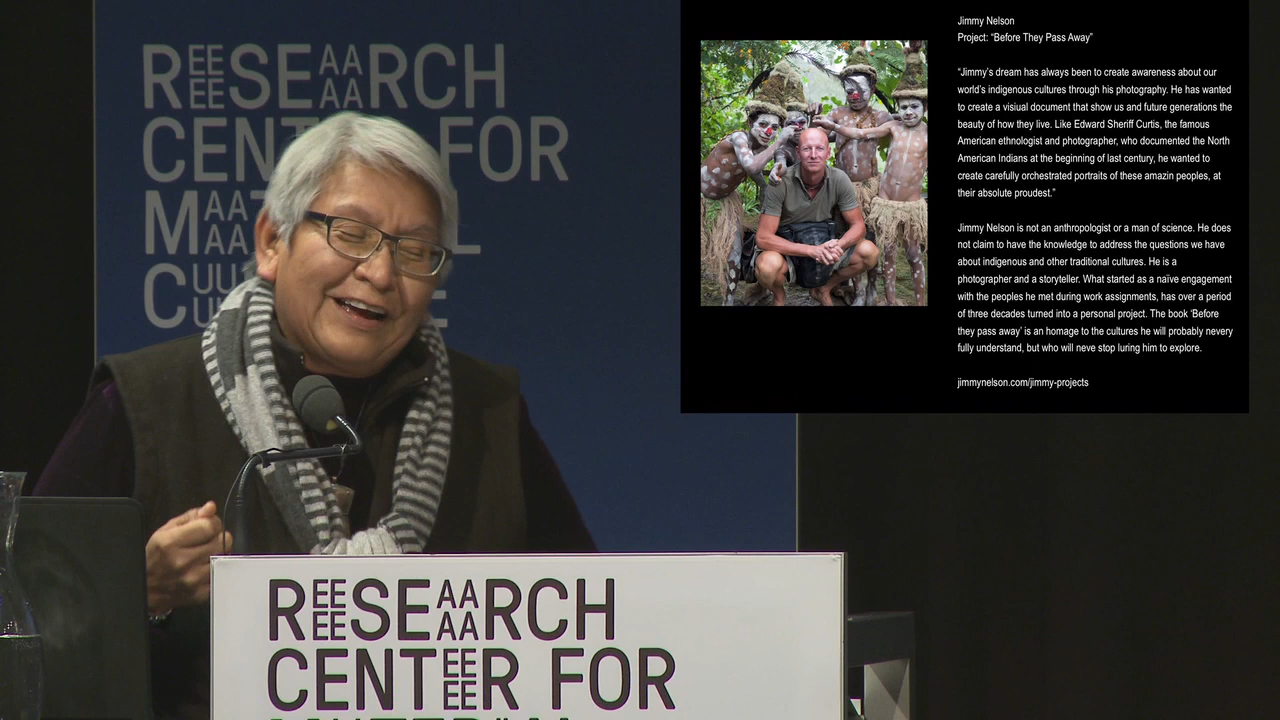 RESEARCH
CEN FOR
Jimmy Nelson
Project: “Before They Pass Away”
“Jimmy’s dream has always been to create awareness about our
world’s indigenous cultures through his photography. He has wanted
to create a visiual document that show us and future generations the
beauty of how they live. Like Edward Sheriff Curtis, the famous
American ethnologist and photographer, who documented the North
American Indians at the beginning of last century, he wanted to
create carefully orchestrated portraits of these amazin peoples, at
their absolute proudest.”
Jimmy Nelson is not an anthropologist or a man of science. He does
not claim to have the knowledge to address the questions we have
about indigenous and other traditional cultures. He is a
photographer and a storyteller. What started as a naïve engagement
with the peoples he met during work assignments, has over a period
of three decades turned into a personal project. The book ‘Before
they pass away’ is an homage to the cultures he will probably nevery
fully understand, but who will neve stop luring him to explore.
jimmynelson.com/jimmy-projects
RESEARCH
CENTER FOR